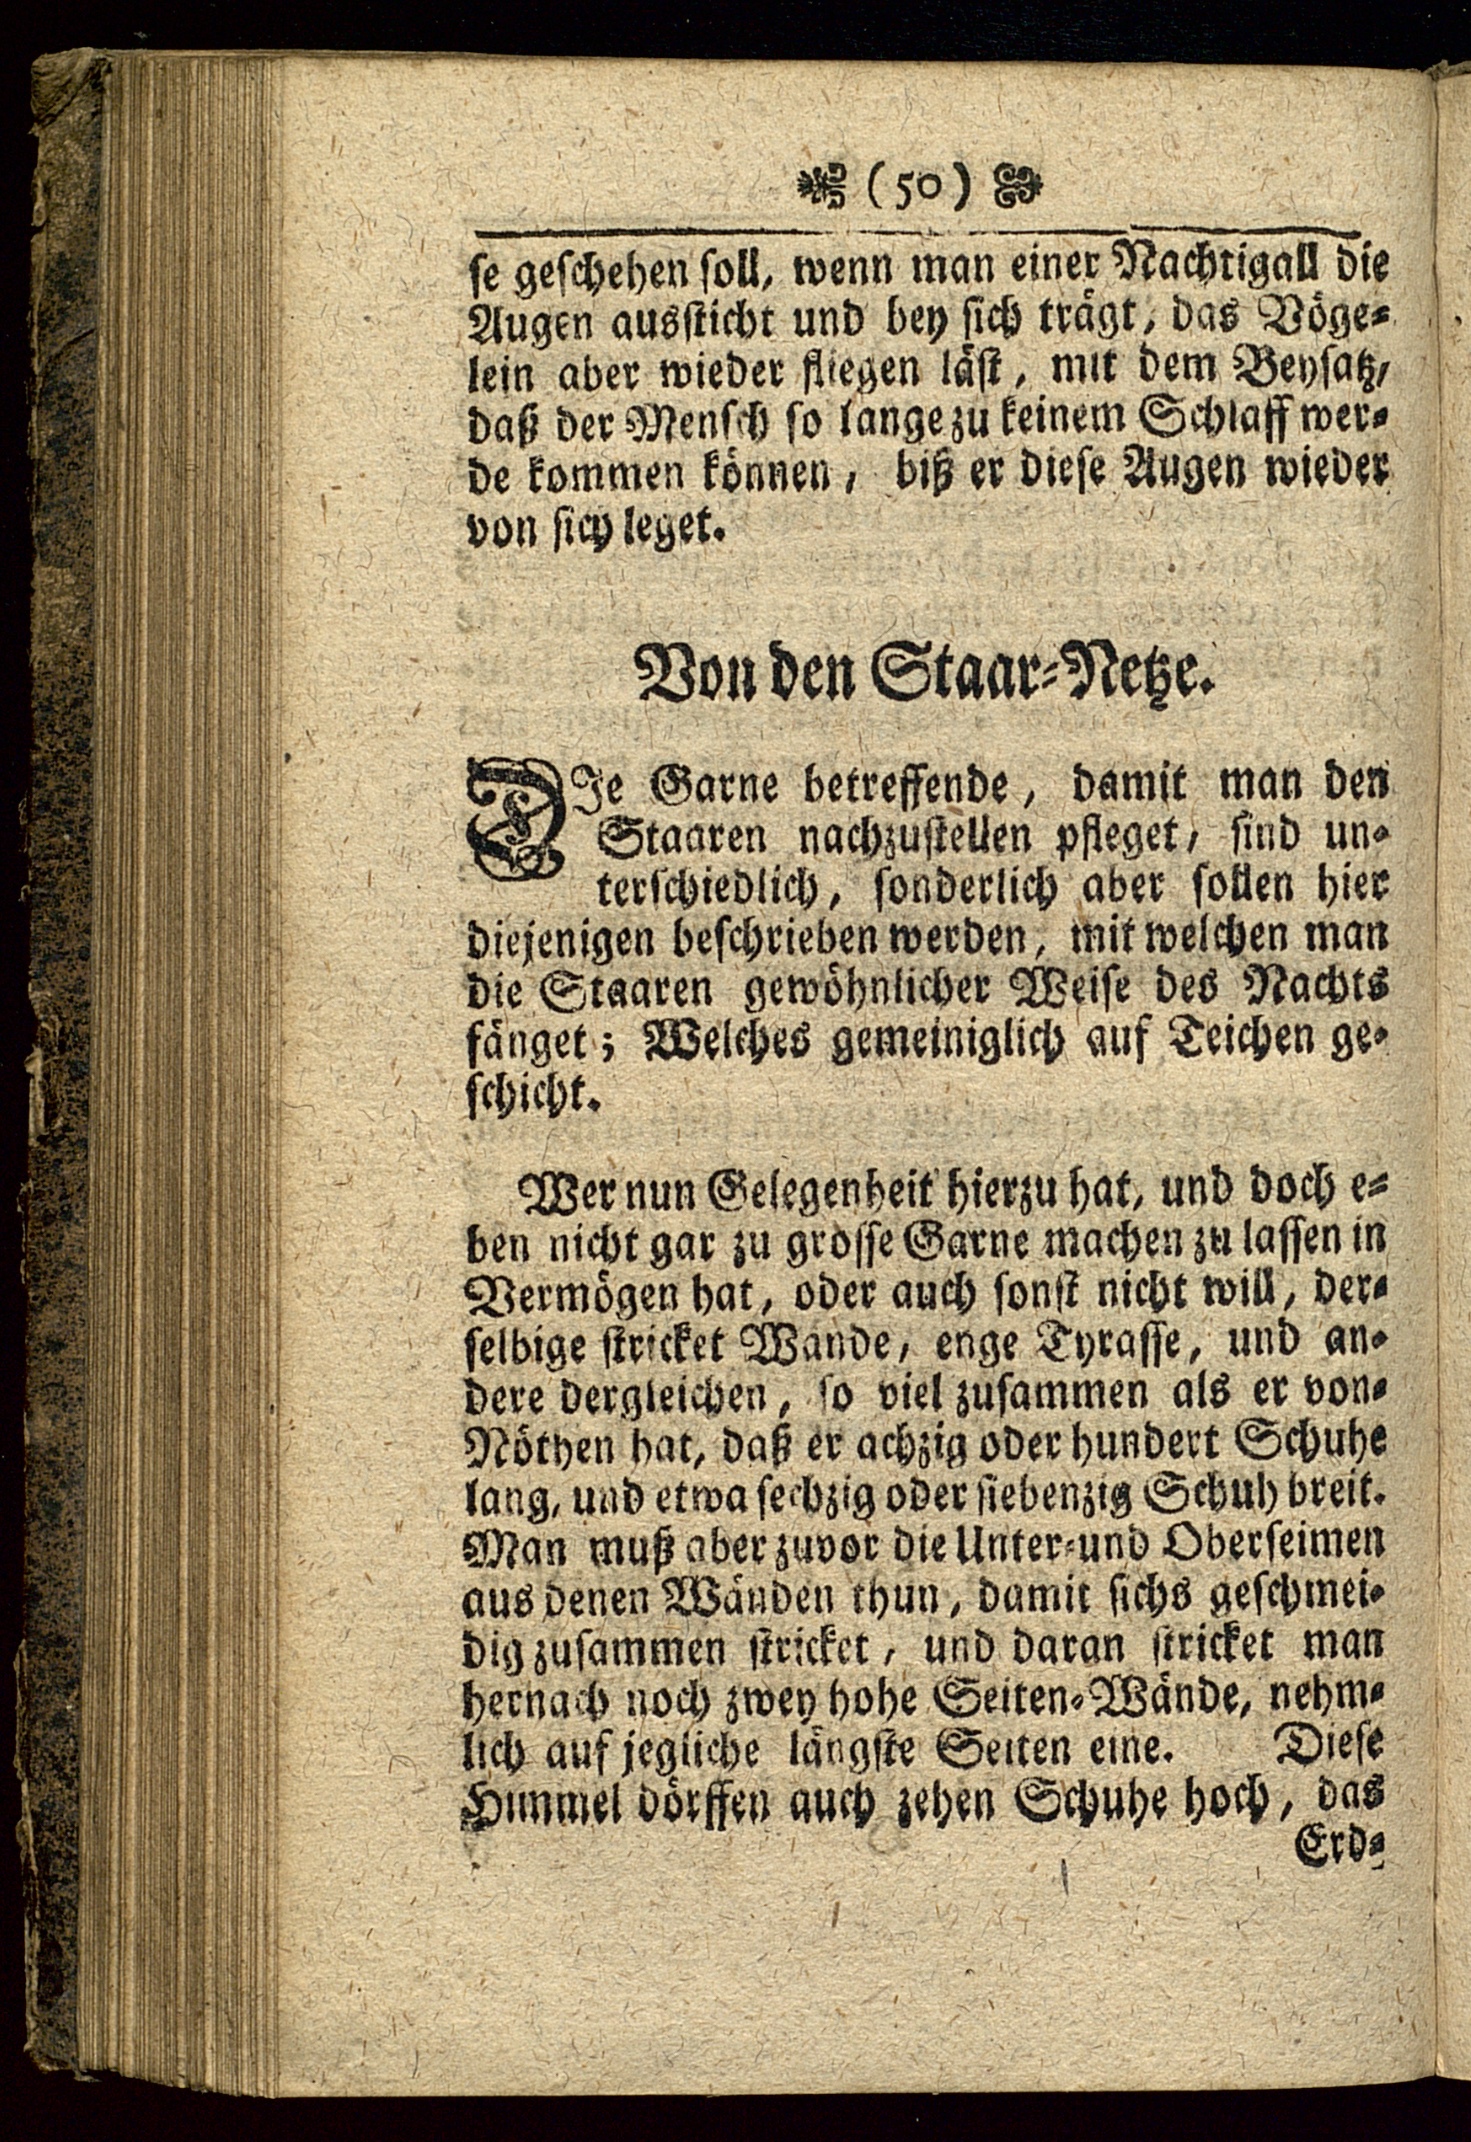 (50)
se geschehen soll, wenn man einer Nachtigall die
Augen aussticht und bey sich trägt, das Vöge-
lein aber wieder fliegen läst, mit dem Beysatz,
daß der Mensch so lange zu keinem Schlaff wer-
de kommen können, biß er diese Augen wieder
von sich leget.
Von den Staar-Netze.
DIe Garne betreffende, damit man den
Staaren nachzustellen pfleget, sind un-
terschiedlich, sonderlich aber sollen hier
diejenigen beschrieben werden, mit welchen man
die Staaren gewöhnlicher Weise des Nachts
fänget; Welches gemeiniglich auf Teichen ge-
schicht.
Wer nun Gelegenheit hierzu hat, und doch e-
ben nicht gar zu grosse Garne machen zu lassen in
Vermögen hat, oder auch sonst nicht will, der-
selbige stricket Wande, enge Tyrasse, und an-
dere dergleichen, so viel zusammen als er von-
Nöthen hat, daß er achzig oder hundert Schuhe
lang, und etwa sechzig oder siebenzig Schuh breit.
Man muß aber zuvor die Unter-und Oberseimen
aus denen Wänden thun, damit sichs geschmei-
dig zusammen stricket, und daran stricket man
hernach noch zwey hohe Seiten-Wände, nehm-
lich auf jegliche längste Seiten eine. Diese
Himmel dörffen auch zehen Schuhe hoch, das
Erd-